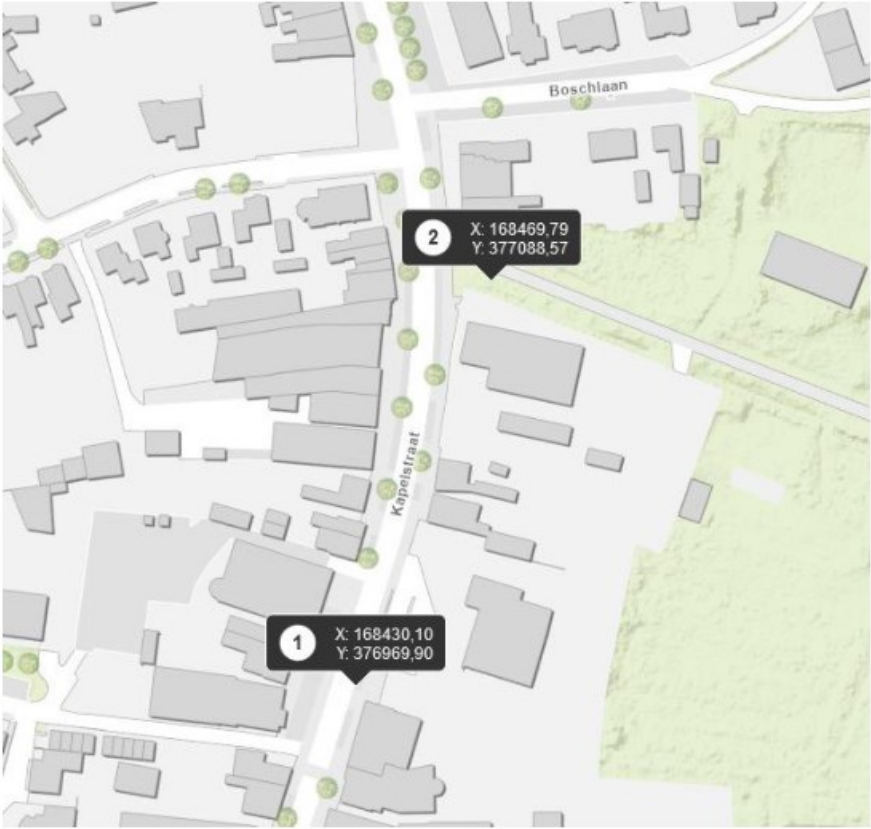 Boschlaan
2
X: 168469,79
Y: 377088,57
Kapelstraat
1
X: 168430,10
Y: 376969,90